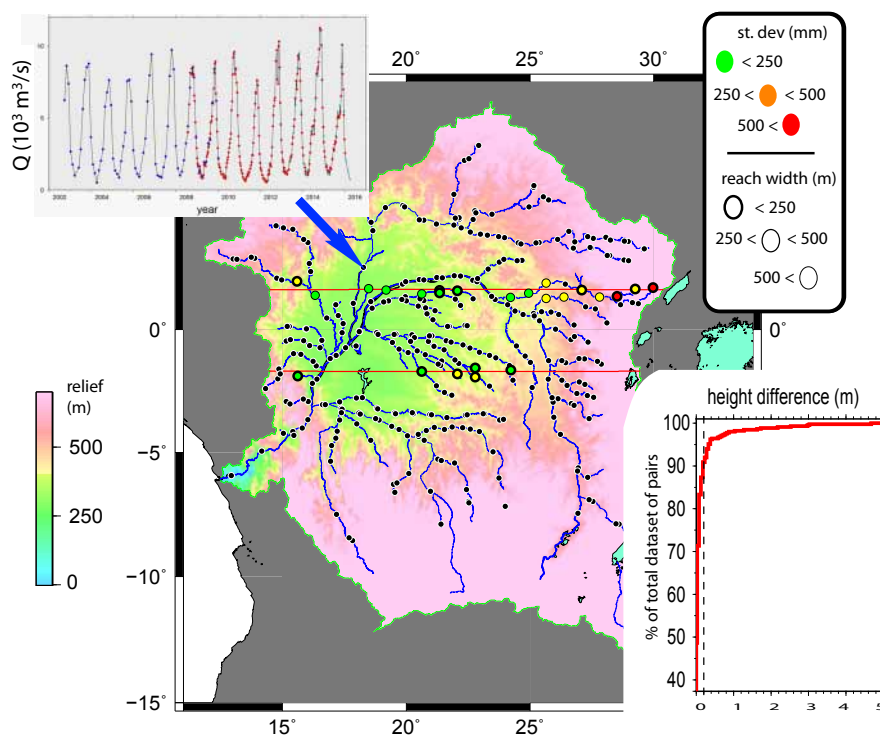 Q (10³ m³/s)
10
5
0
2002 2004 2006 2008 2010 2012 2014 2016
year
20° 25° 30°
st. dev (mm)
< 250
250 < < 500
500 <
reach width (m)
< 250
250 < < 500
500 <
0° 0°
−5°
−10°
−15°
15° 20° 25°
relief
(m)
500
250
0
height difference (m)
% of total dataset of pairs
100
90
80
70
60
50
40
0 1 2 3 4 5